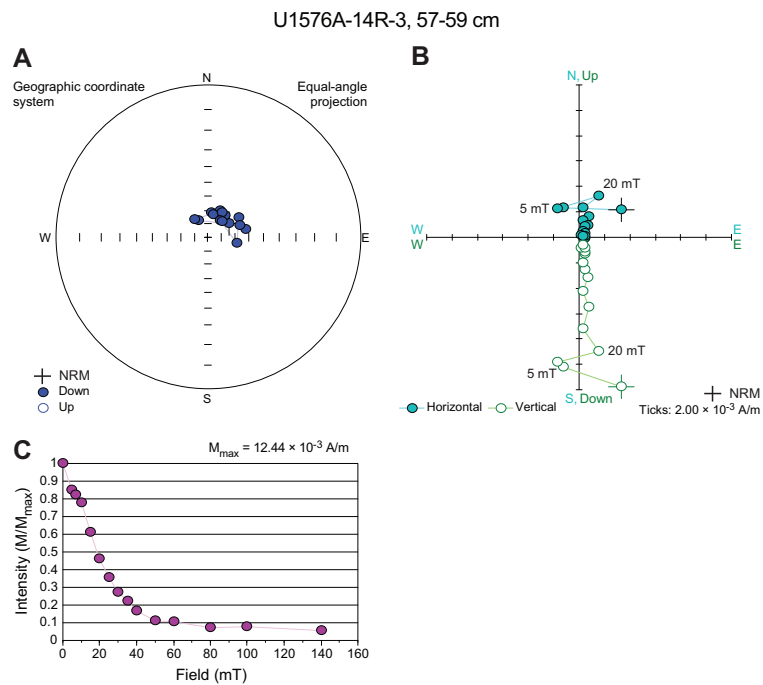 U1576A-14R-3, 57-59 cm
A
Geographic coordinate
system
Equal-angle
projection
N
W
E
S
NRM
Down
Up
B
N, Up
20 mT
5 mT
W
W
E
E
20 mT
5 mT
S, Down
Horizontal
Vertical
NRM
Ticks: 2.00 × 10⁻³ A/m
C
Mmax = 12.44 × 10⁻³ A/m
Intensity (M/Mmax)
1
0.9
0.8
0.7
0.6
0.5
0.4
0.3
0.2
0.1
0
0 20 40 60 80 100 120 140 160
Field (mT)